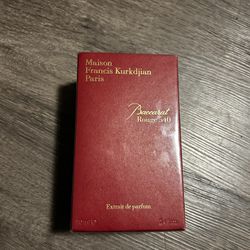 Maison
Francis Kurkdjian
Paris
Baccarat
Rouge 540
Extrait de parfum